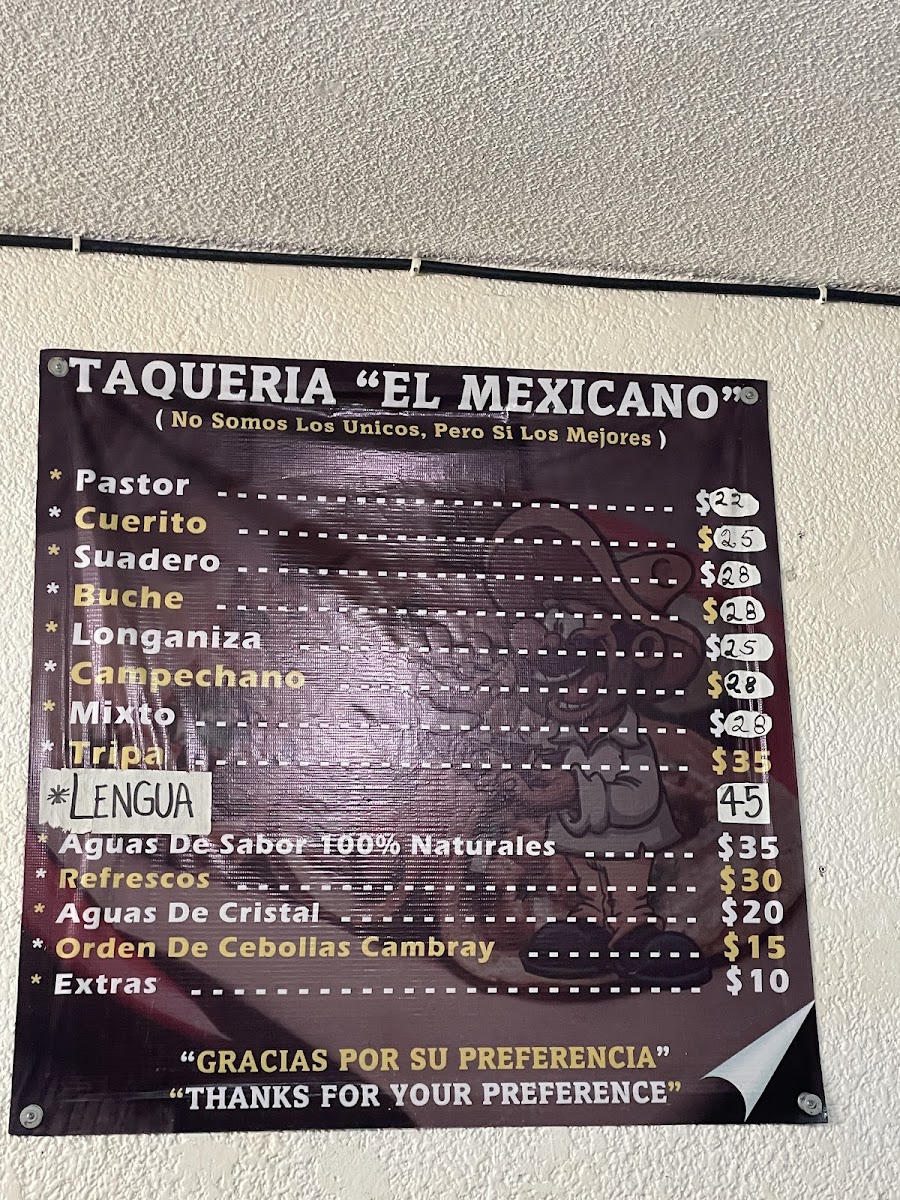 TAQUERIA “EL MEXICANO”
( No Somos Los Unicos, Pero Si Los Mejores )
* Pastor $22
* Cuerito $25
* Suadero $28
* Buche $28
* Longaniza $25
* Campechano $28
* Mixto $28
* Tripa $35
*LENGUA 45
* Aguas De Sabor 100% Naturales $35
* Refrescos $30
* Aguas De Cristal $20
* Orden De Cebollas Cambray $15
* Extras $10
“GRACIAS POR SU PREFERENCIA”
“THANKS FOR YOUR PREFERENCE”